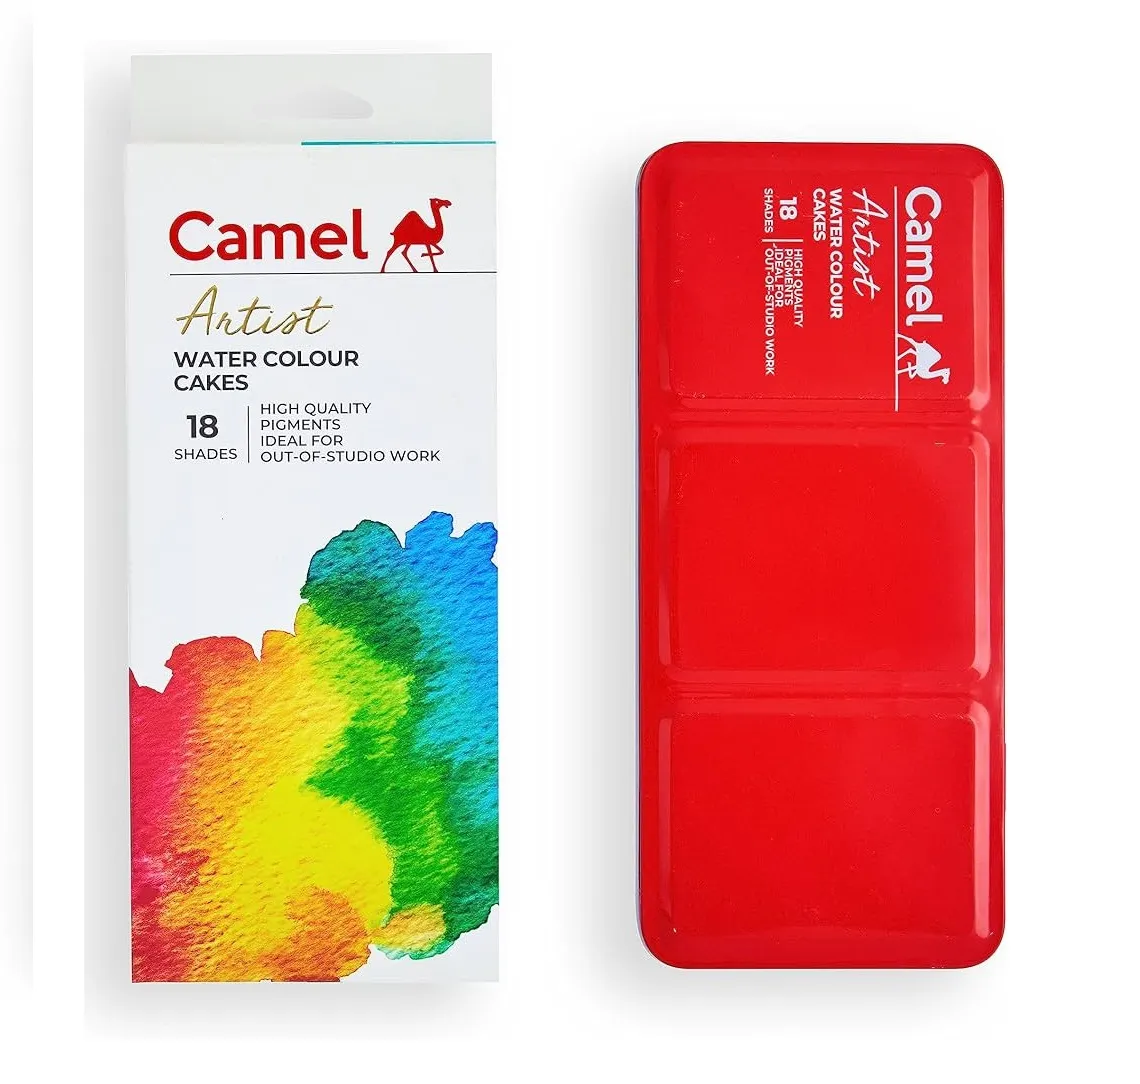 Camel
Artist
WATER COLOUR
CAKES
18
SHADES
HIGH QUALITY
PIGMENTS
IDEAL FOR
OUT-OF-STUDIO WORK
Camel
Artist
WATER COLOUR
CAKES
18
SHADES
HIGH QUALITY
PIGMENTS
IDEAL FOR
OUT-OF-STUDIO WORK